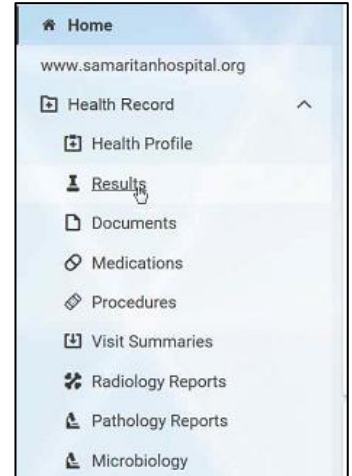 Home
www.samaritanhospital.org
Health Record
Health Profile
Results
Documents
Medications
Procedures
Visit Summaries
Radiology Reports
Pathology Reports
Microbiology